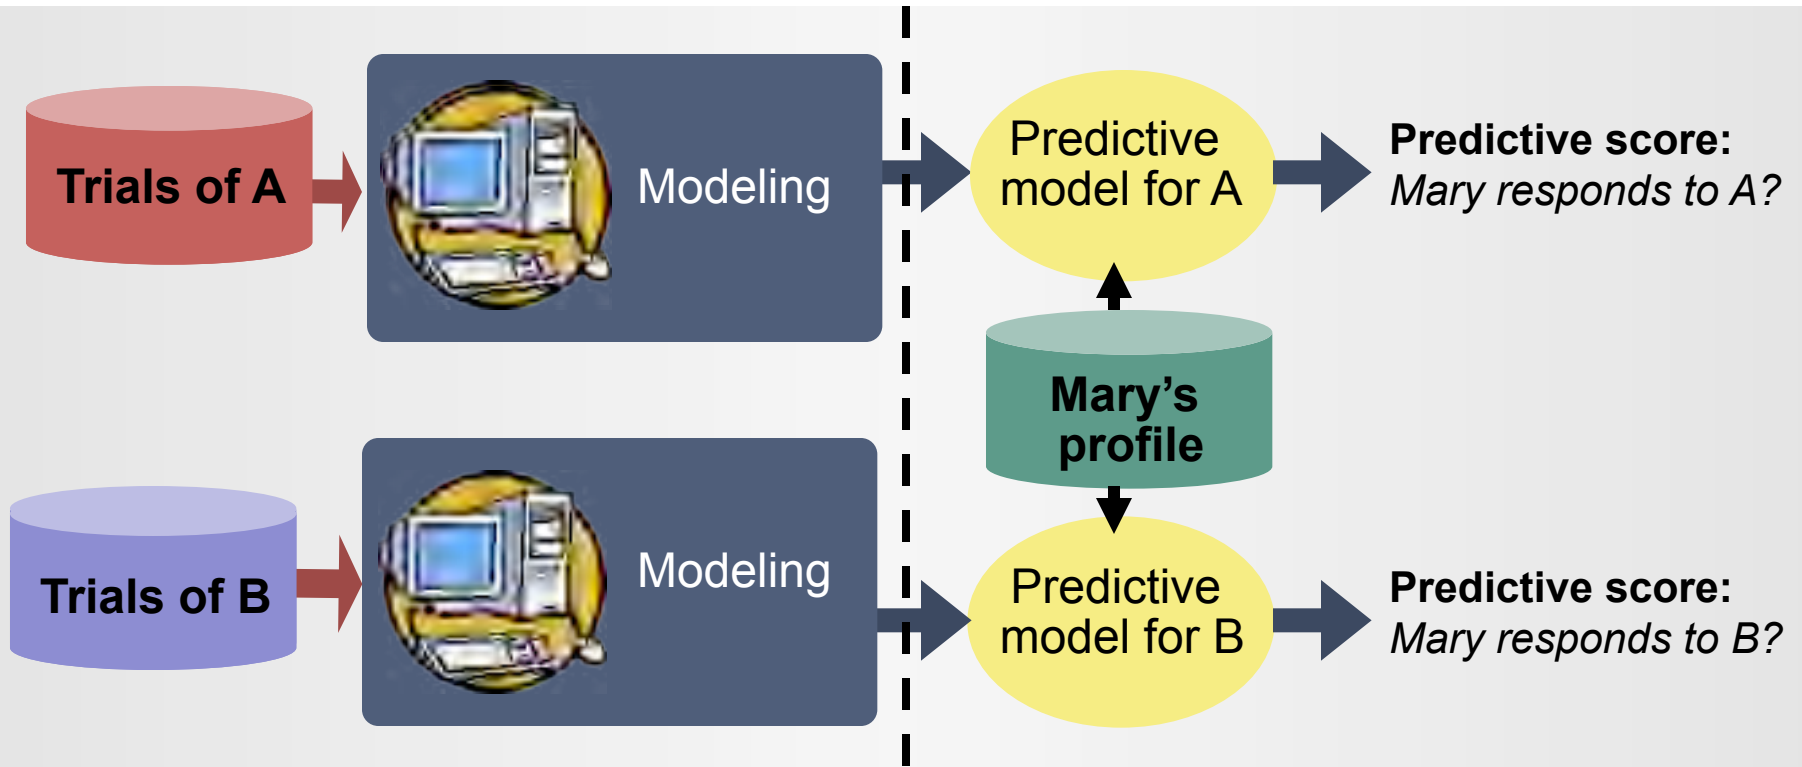 Trials of A
Modeling
Predictive
model for A
Predictive score:
Mary responds to A?
Mary’s
profile
Trials of B
Modeling
Predictive
model for B
Predictive score:
Mary responds to B?